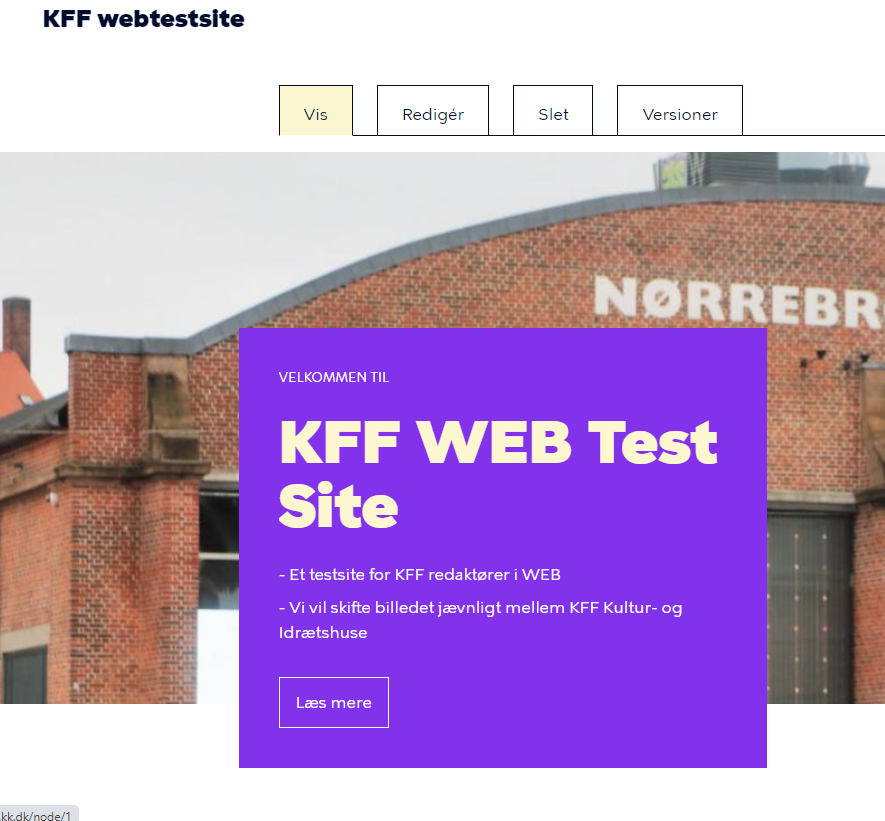 KFF webtestsite
Vis Redigér Slet Versioner
NØRREBR
VELKOMMEN TIL
KFF WEB Test
Site
- Et testsite for KFF redaktører i WEB
- Vi vil skifte billedet jævnligt mellem KFF Kultur- og
Idrætshuse
Læs mere
kk.dk/node/1